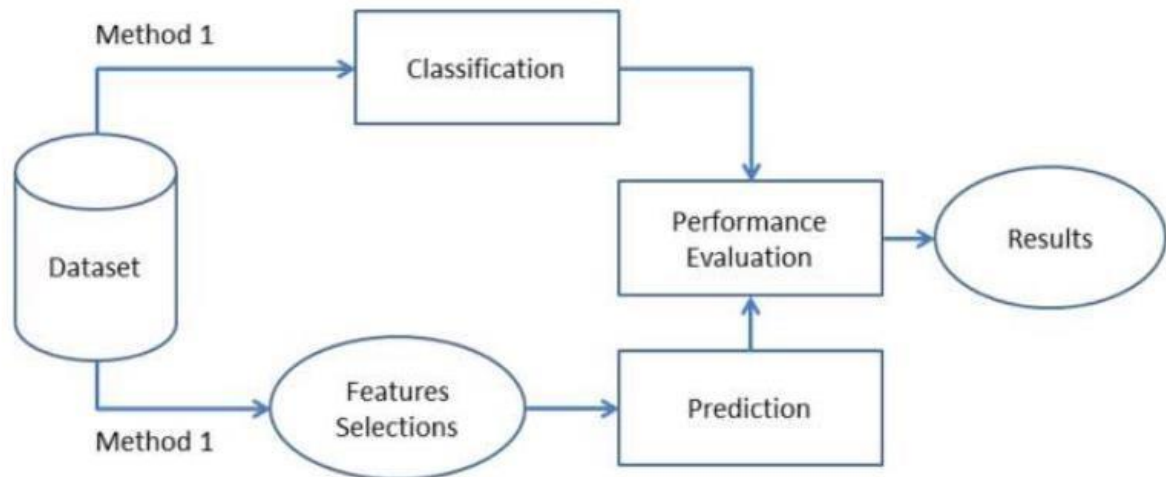 Method 1
Classification
Performance
Evaluation
Results
Dataset
Features
Selections
Prediction
Method 1